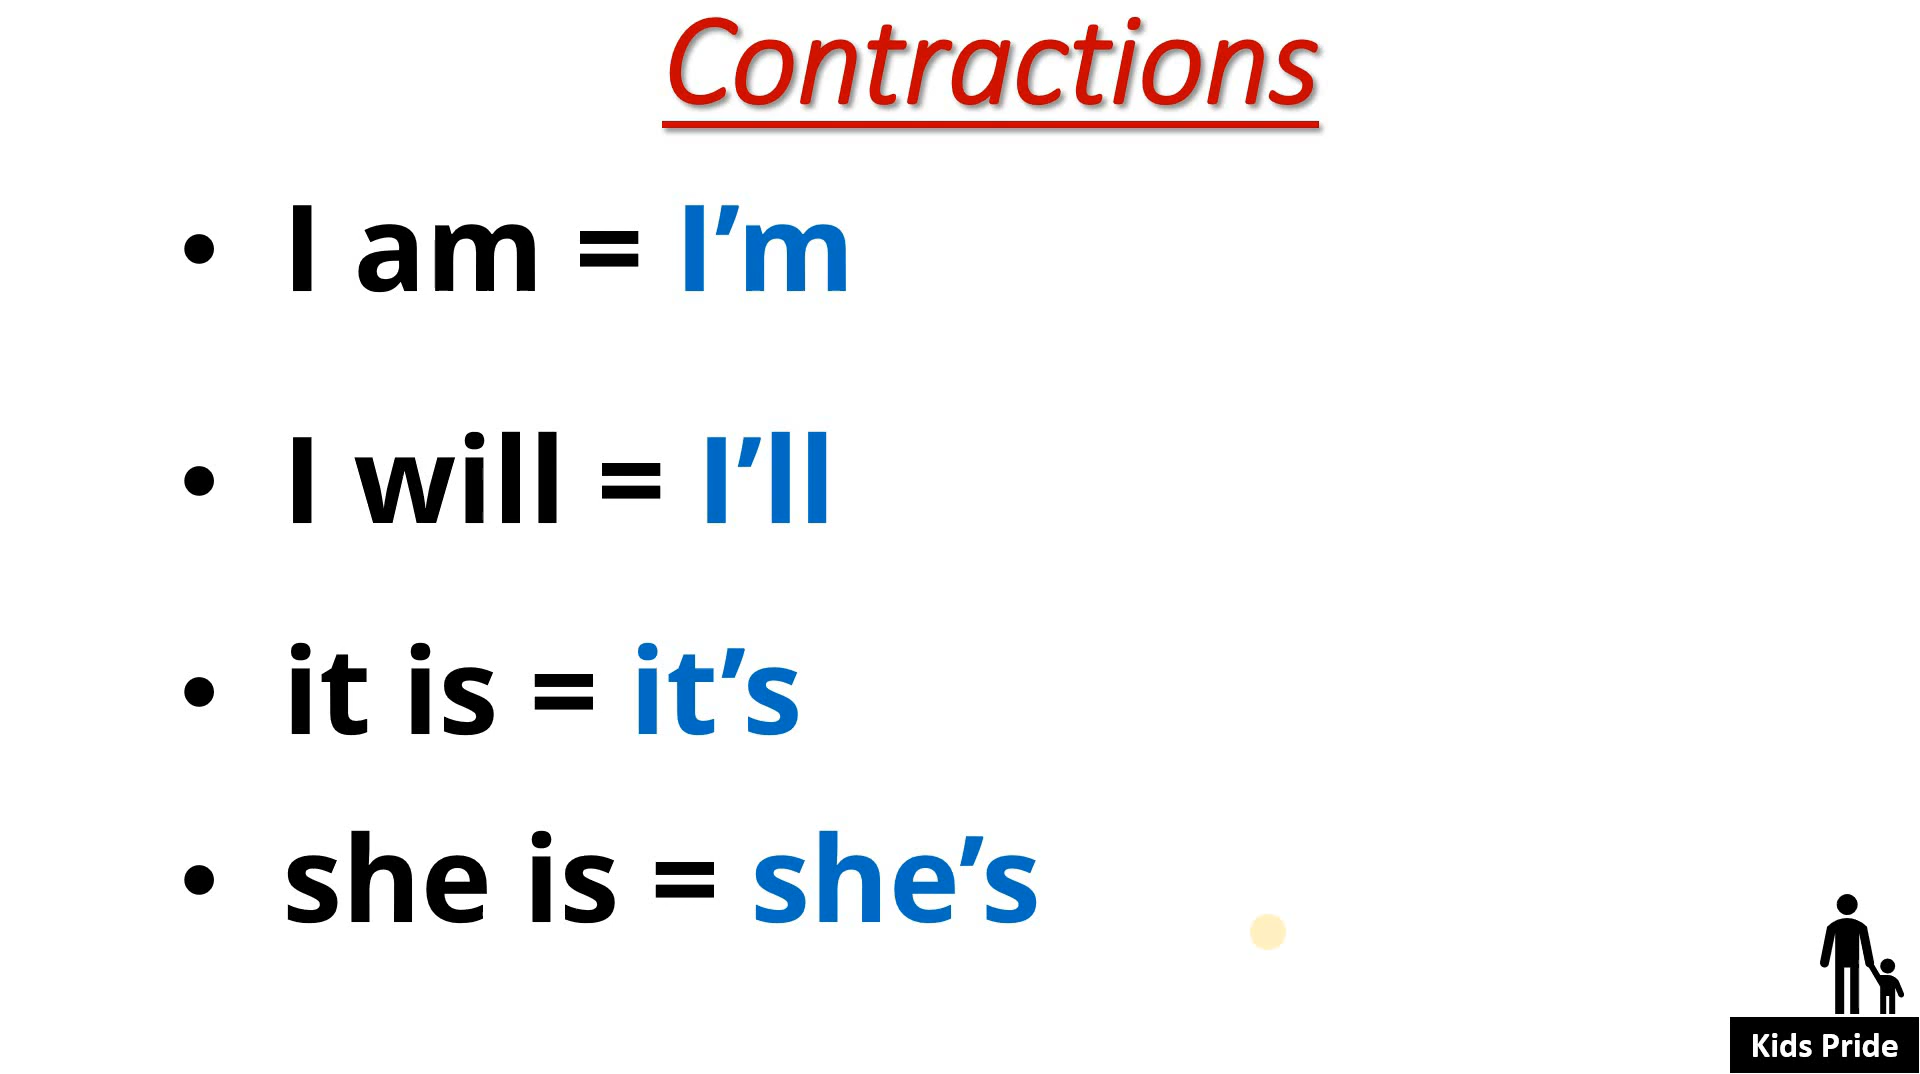 Contractions
• I am = I’m
• I will = I’ll
• it is = it’s
• she is = she’s
Kids Pride